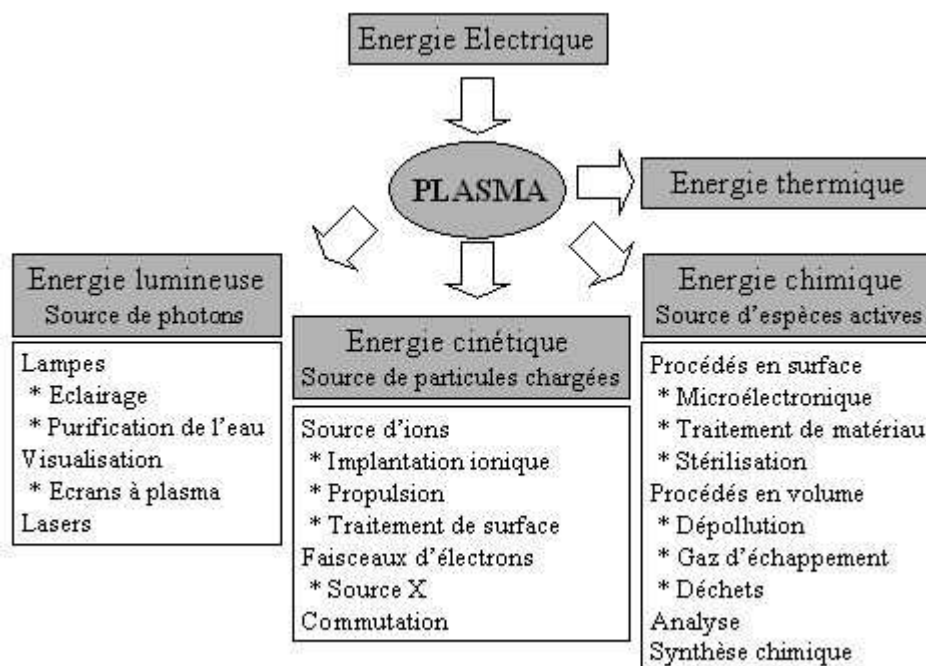 Energie Electrique
PLASMA
Energie thermique
Energie lumineuse
Source de photons
Lampes
* Eclairage
* Purification de l'eau
Visualisation
* Ecrans à plasma
Lasers
Energie cinétique
Source de particules chargées
Source d'ions
* Implantation ionique
* Propulsion
* Traitement de surface
Faisceaux d'électrons
* Source X
Commutation
Energie chimique
Source d'espèces actives
Procédés en surface
* Microélectronique
* Traitement de matériau
* Stérilisation
Procédés en volume
* Dépollution
* Gaz d'échappement
* Déchets
Analyse
Synthèse chimique